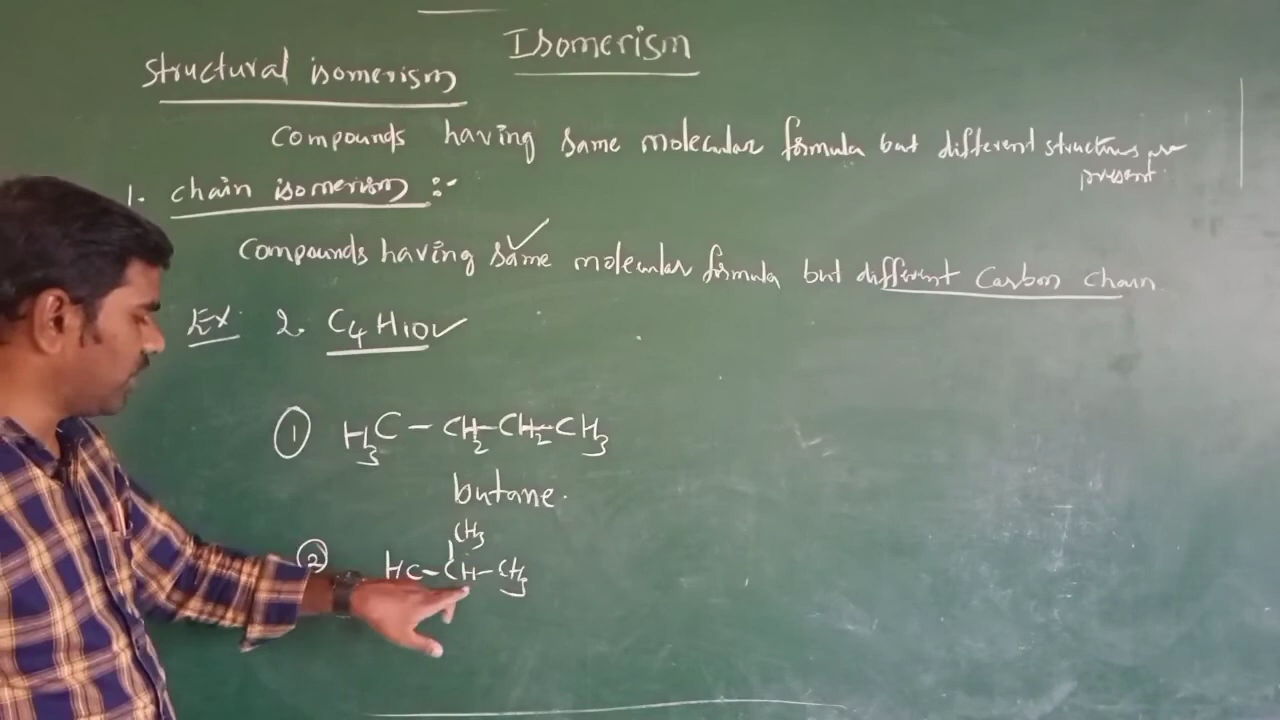 Isomerism
Structural isomerism
Compounds having same molecular formula but different structures are
present.
1. chain isomerism :-
Compounds having same molecular formula but different Carbon chain
Ex 2. C4H10
① H3C - CH2-CH2-CH3
butane.
CH3
② HC-CH-CH3